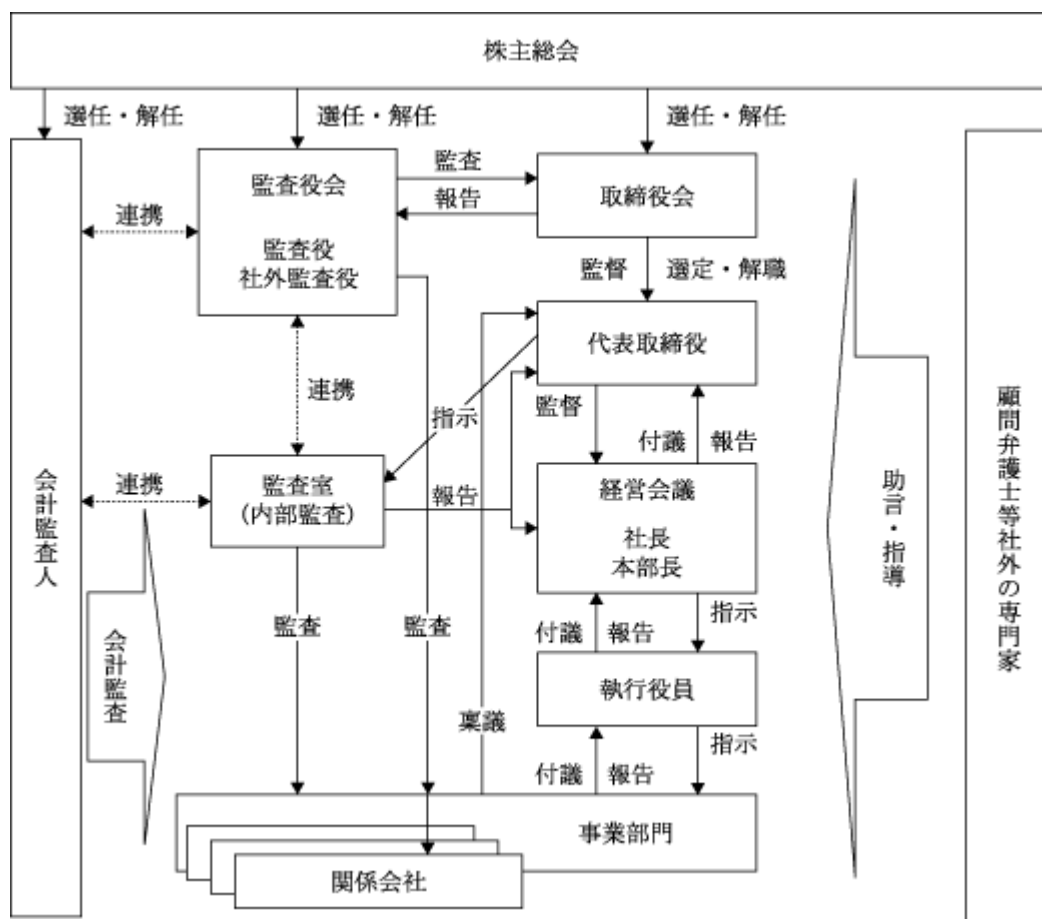 株主総会
選任・解任
選任・解任
選任・解任
監査役会
監査役
社外監査役
監査
報告
取締役会
連携
監督
選定・解職
代表取締役
連携
指示
監督
付議
報告
連携
監査室
(内部監査)
報告
経営会議
社長
本部長
会計監査人
会計監査
助言・指導
顧問弁護士等社外の専門家
監査
監査
付議
報告
指示
執行役員
稟議
付議
報告
指示
事業部門
関係会社